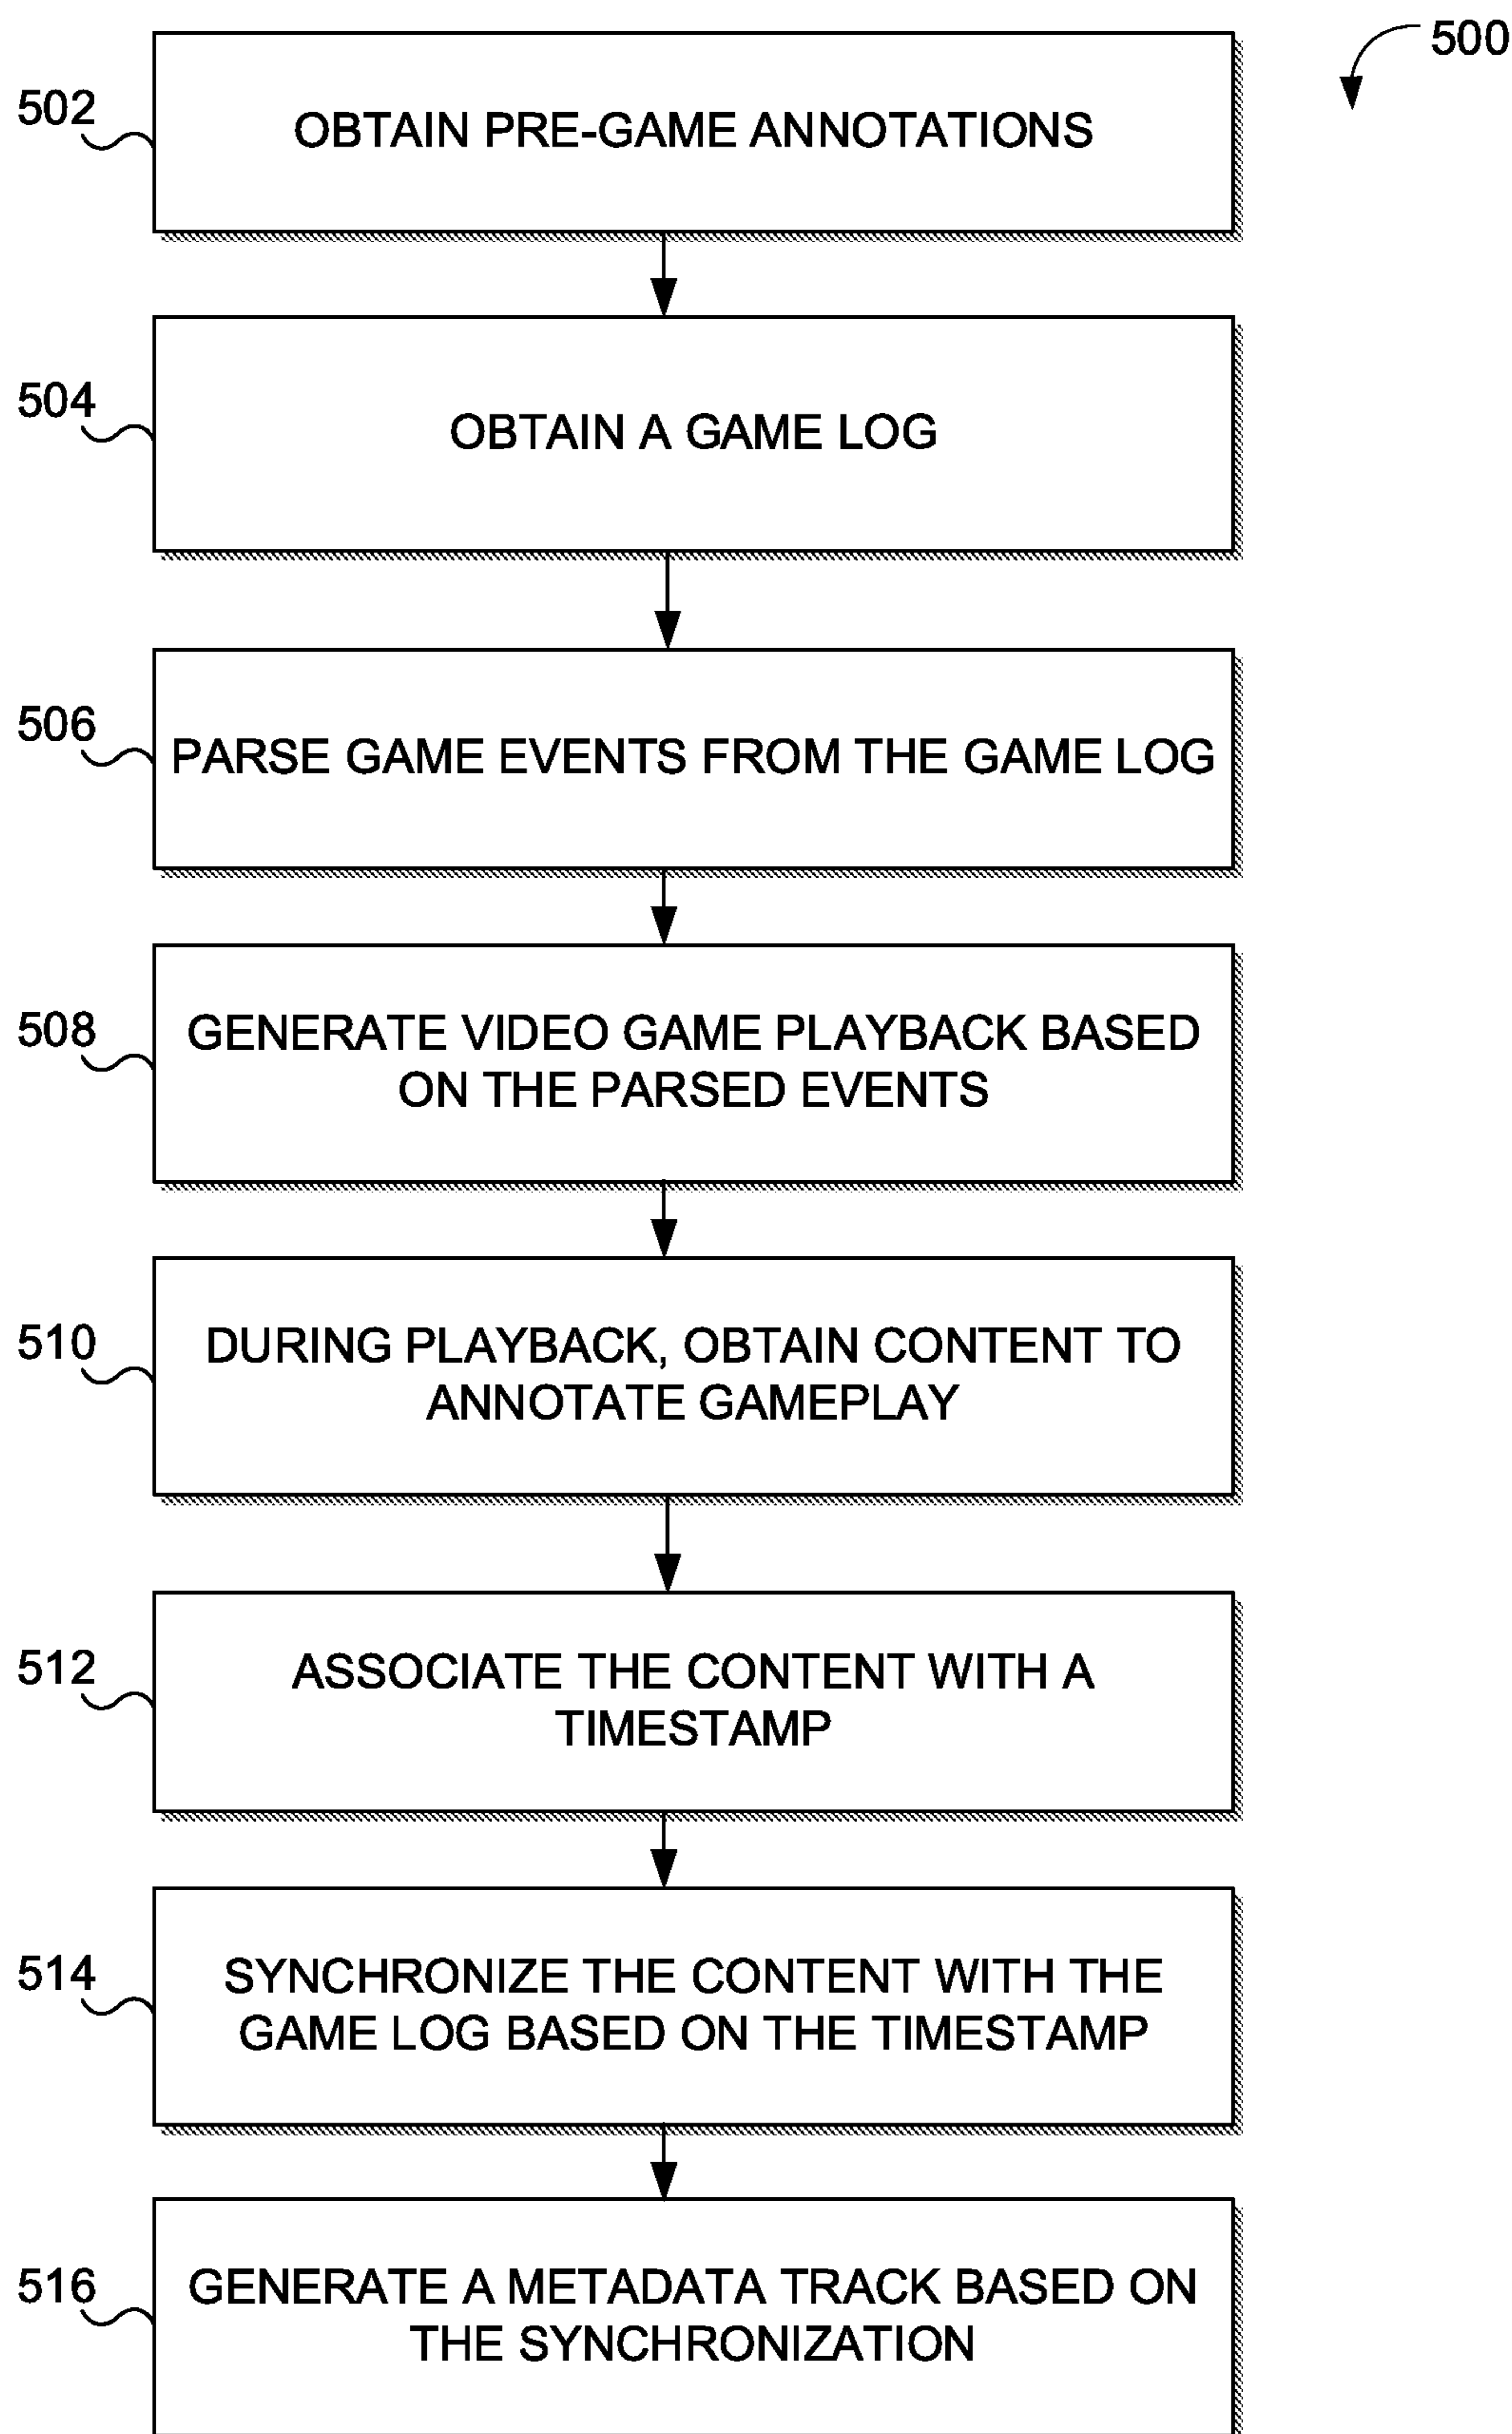 500
502
OBTAIN PRE-GAME ANNOTATIONS
504
OBTAIN A GAME LOG
506
PARSE GAME EVENTS FROM THE GAME LOG
508
GENERATE VIDEO GAME PLAYBACK BASED
ON THE PARSED EVENTS
510
DURING PLAYBACK, OBTAIN CONTENT TO
ANNOTATE GAMEPLAY
512
ASSOCIATE THE CONTENT WITH A
TIMESTAMP
514
SYNCHRONIZE THE CONTENT WITH THE
GAME LOG BASED ON THE TIMESTAMP
516
GENERATE A METADATA TRACK BASED ON
THE SYNCHRONIZATION